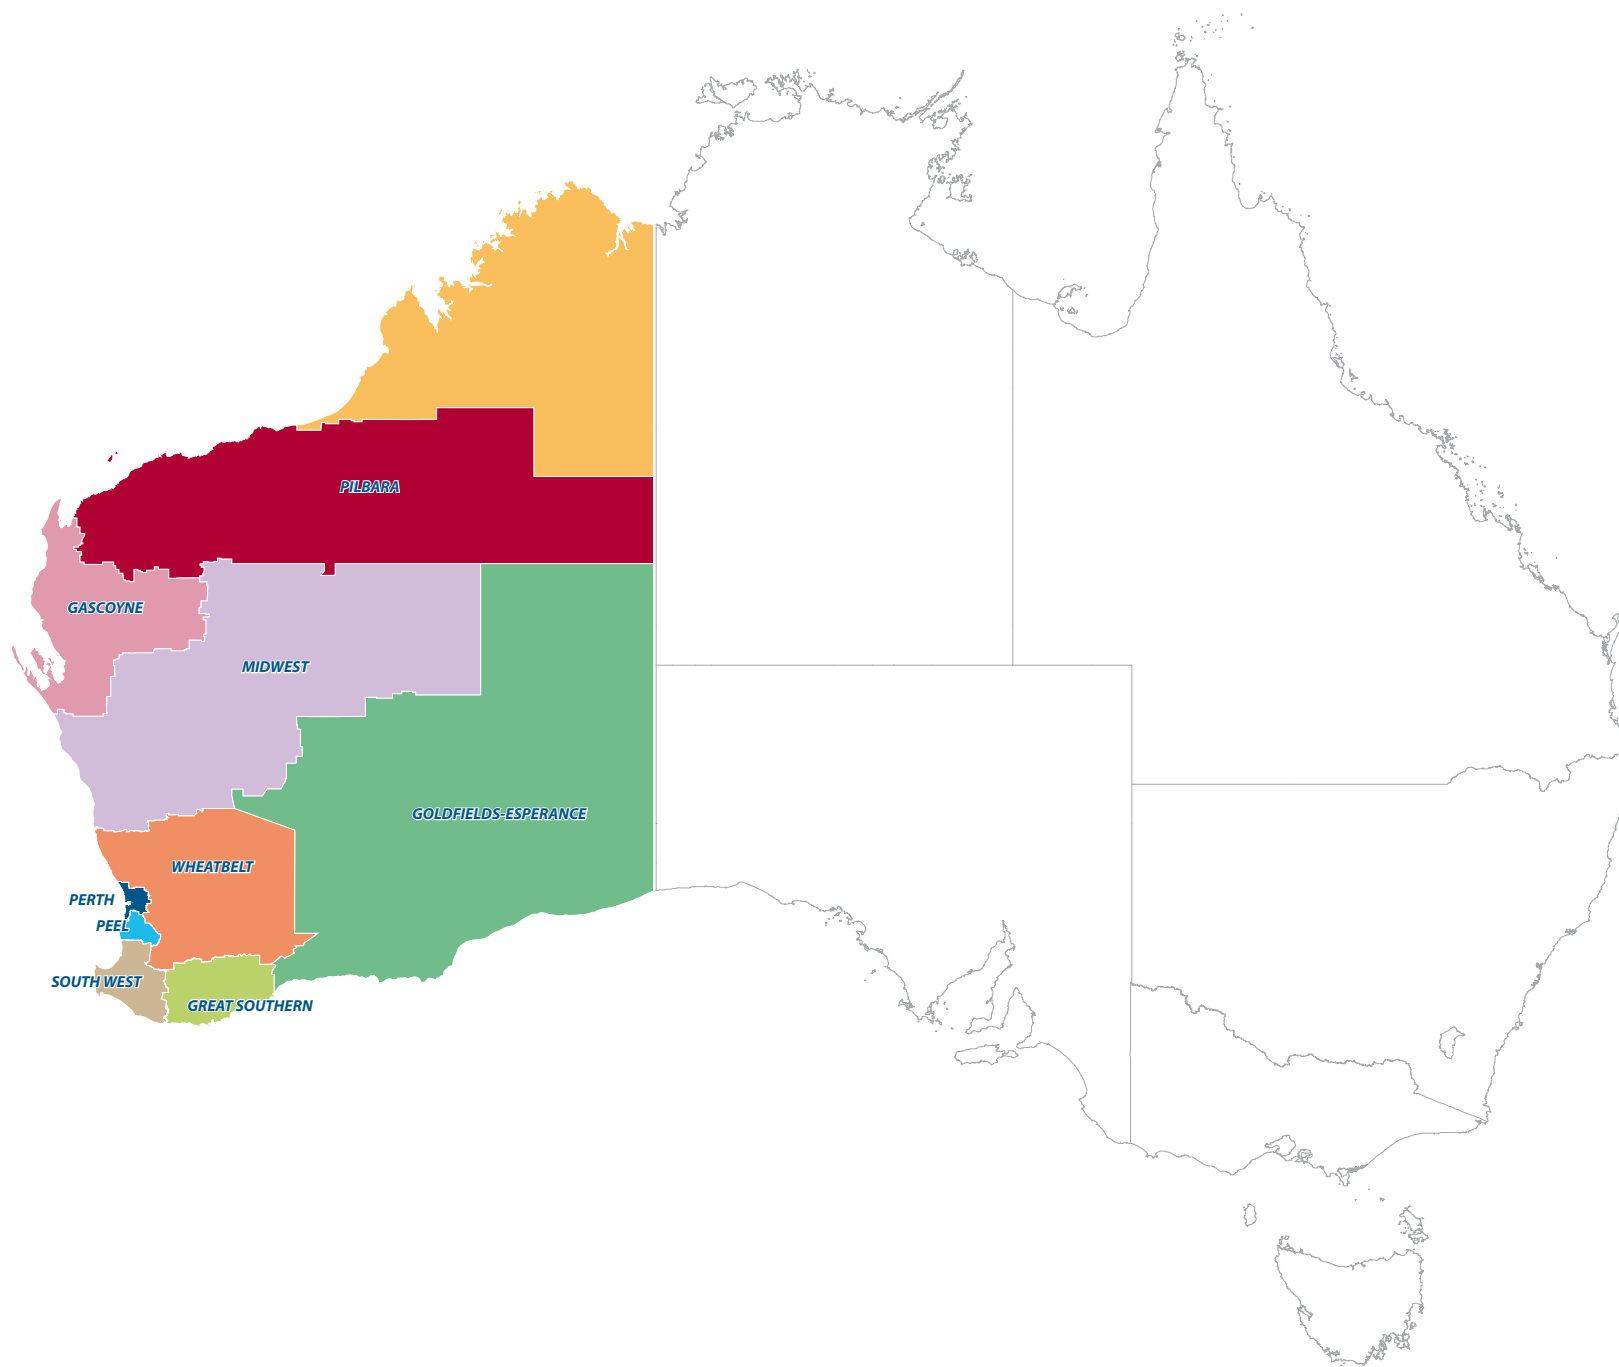 PILBARA
GASCOYNE
MIDWEST
GOLDFIELDS-ESPERANCE
WHEATBELT
PERTH
PEEL
SOUTH WEST
GREAT SOUTHERN